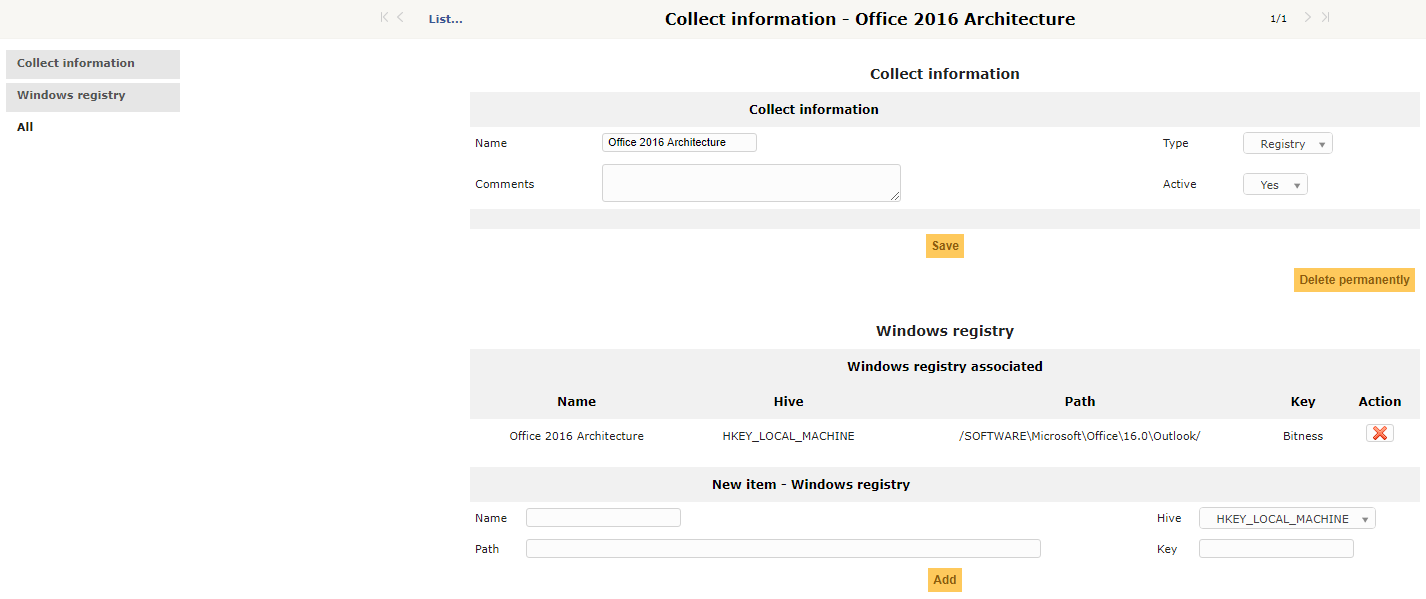 List... Collect information - Office 2016 Architecture 1/1
Collect information
Windows registry
All
Collect information
Collect information
Name Office 2016 Architecture Type Registry
Comments Active Yes
Save
Delete permanently
Windows registry
Windows registry associated
Name Hive Path Key Action
Office 2016 Architecture HKEY_LOCAL_MACHINE /SOFTWARE\Microsoft\Office\16.0\Outlook/ Bitness
New item - Windows registry
Name Hive HKEY_LOCAL_MACHINE
Path Key
Add